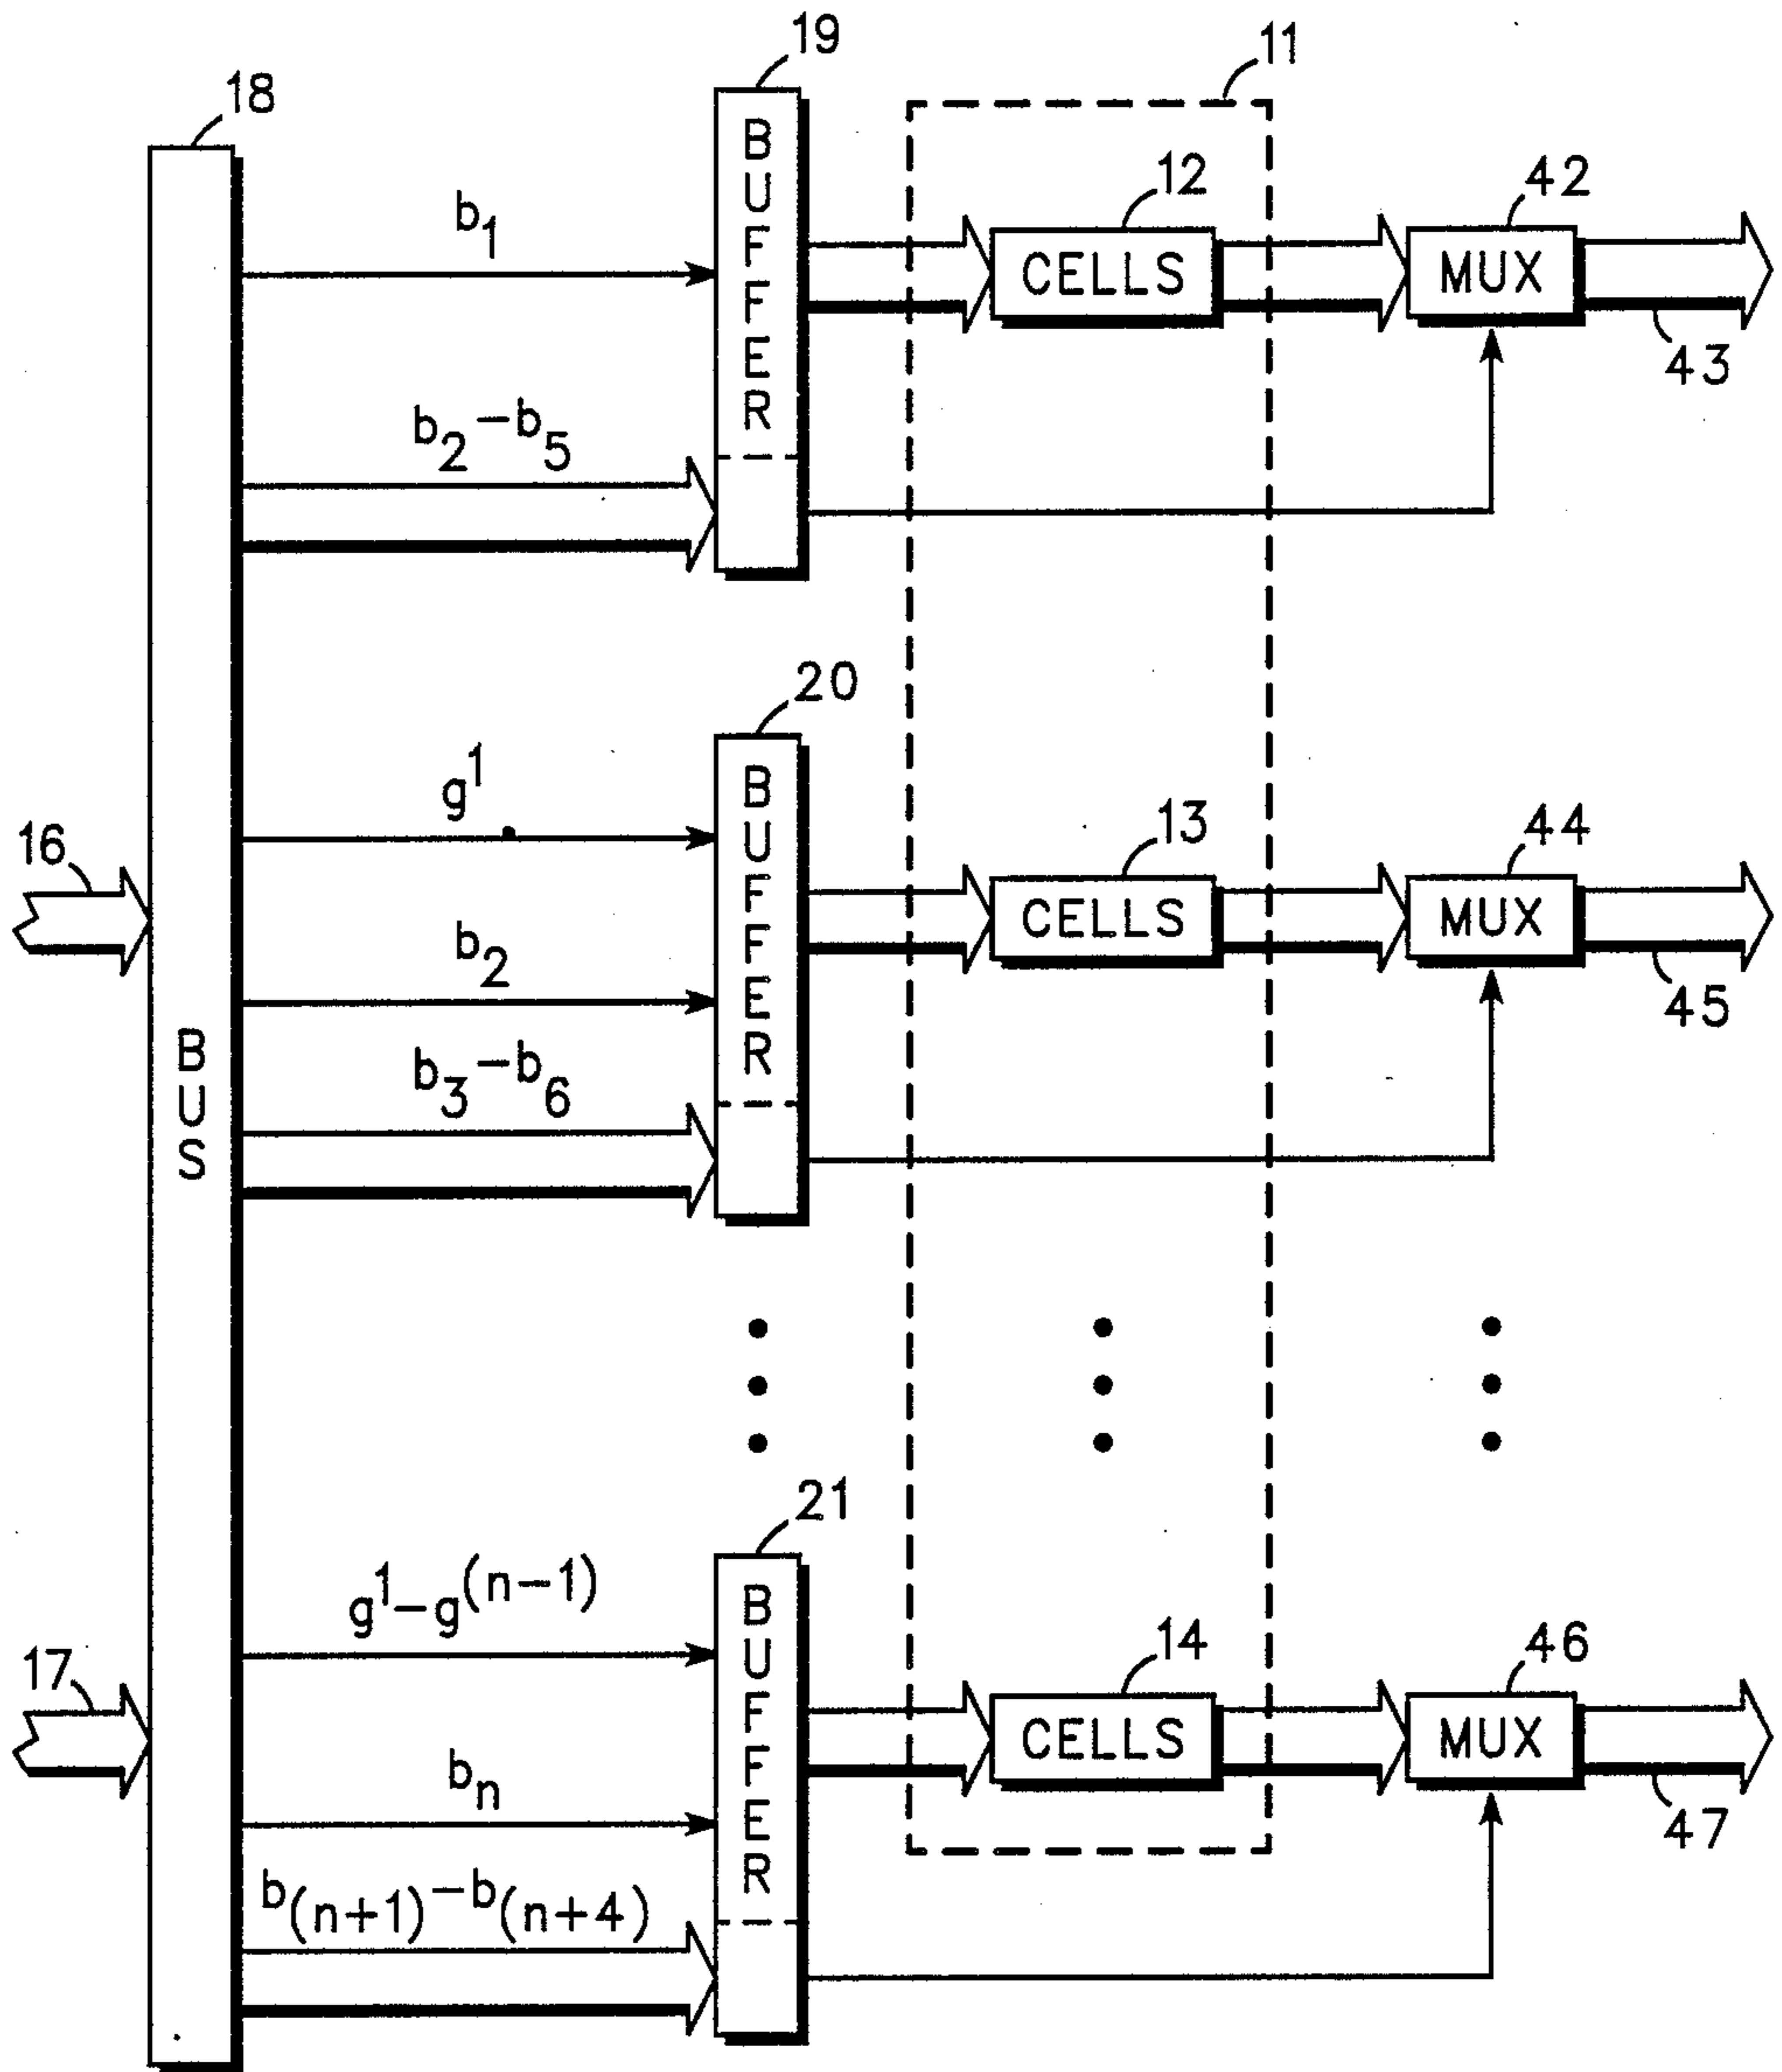 19
11
18
BUFFER
12
42
b₁
CELLS
MUX
43
b₂-b₅
20
g¹
BUFFER
13
44
16
CELLS
MUX
b₂
45
BUS
b₃-b₆
21
g¹-g⁽ⁿ⁻¹⁾
BUFFER
14
46
17
CELLS
MUX
bₙ
47
b₍ₙ₊₁₎-b₍ₙ₊₄₎